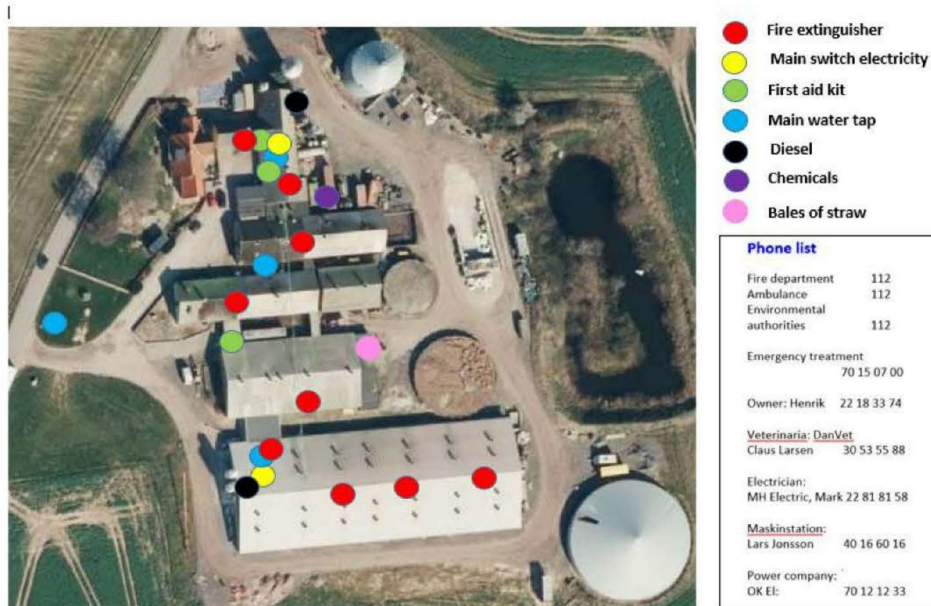 Fire extinguisher
Main switch electricity
First aid kit
Main water tap
Diesel
Chemicals
Bales of straw
Phone list
Fire department 112
Ambulance 112
Environmental
authorities 112
Emergency treatment
70 15 07 00
Owner: Henrik 22 18 33 74
Veterinaria: DanVet
Claus Larsen 30 53 55 88
Electrician:
MH Electric, Mark 22 81 81 58
Maskinstation:
Lars Jonsson 40 16 60 16
Power company:
OK El: 70 12 12 33